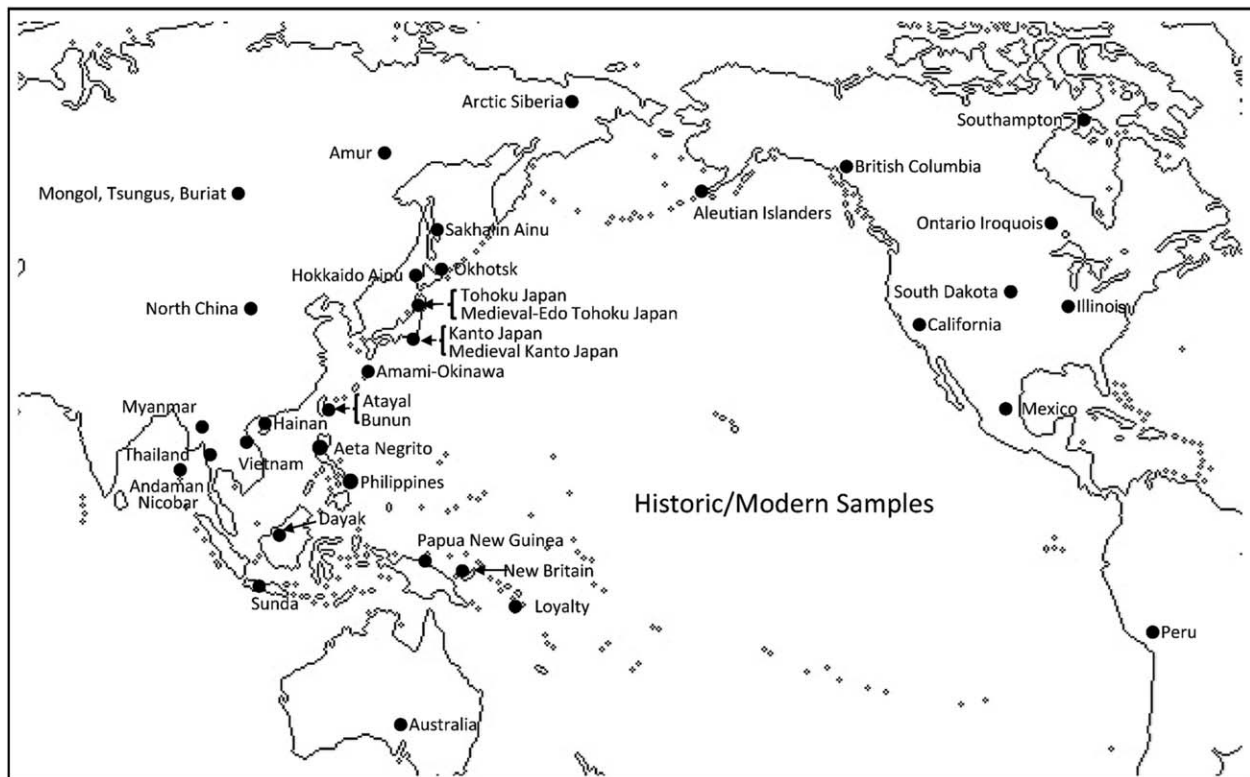 Arctic Siberia
Southampton
Amur
British Columbia
Mongol, Tsungus, Buriat
Aleutian Islanders
Ontario Iroquois
Sakhalin Ainu
Hokkaido Ainu
Okhotsk
South Dakota
Tohoku Japan
Medieval-Edo Tohoku Japan
North China
Illinois
California
Kanto Japan
Medieval Kanto Japan
Amami-Okinawa
Atayal
Bunun
Myanmar
Hainan
Mexico
Aeta Negrito
Thailand
Vietnam
Andaman
Nicobar
Philippines
Historic/Modern Samples
Dayak
Papua New Guinea
New Britain
Sunda
Loyalty
Peru
Australia